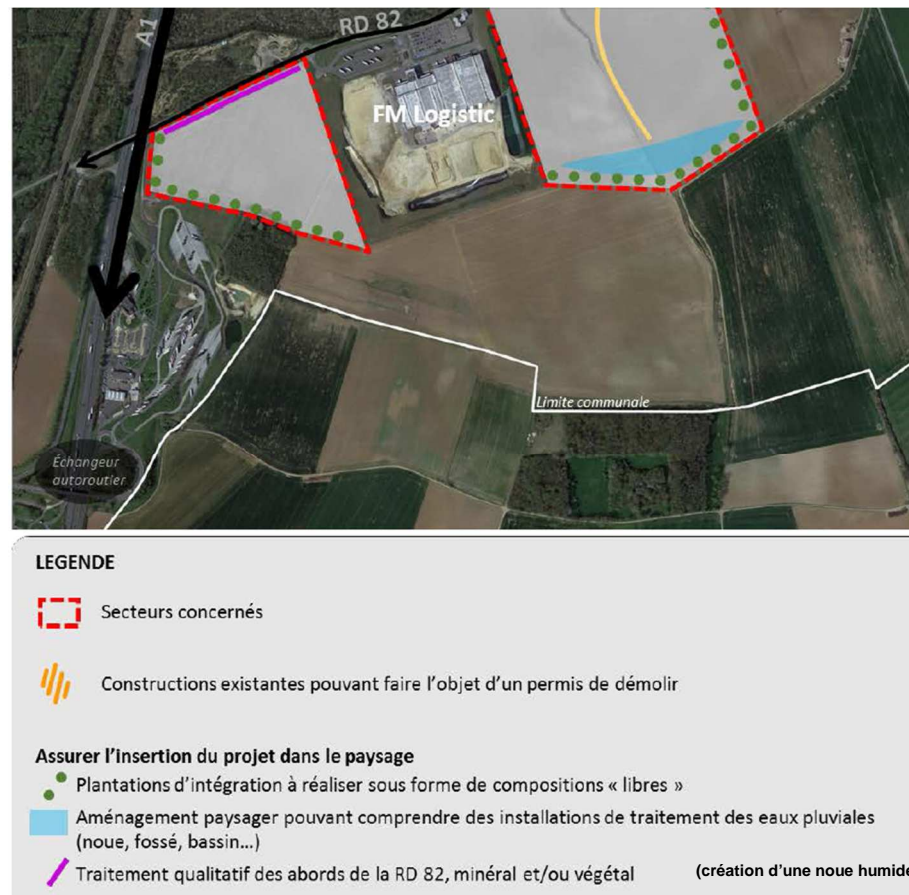 RD 82
A1
FM Logistic
Limite communale
Échangeur
autoroutier
LEGENDE
Secteurs concernés
Constructions existantes pouvant faire l'objet d'un permis de démolir
Assurer l'insertion du projet dans le paysage
Plantations d'intégration à réaliser sous forme de compositions « libres »
Aménagement paysager pouvant comprendre des installations de traitement des eaux pluviales
(noue, fossé, bassin...)
Traitement qualitatif des abords de la RD 82, minéral et/ou végétal (création d'une noue humide